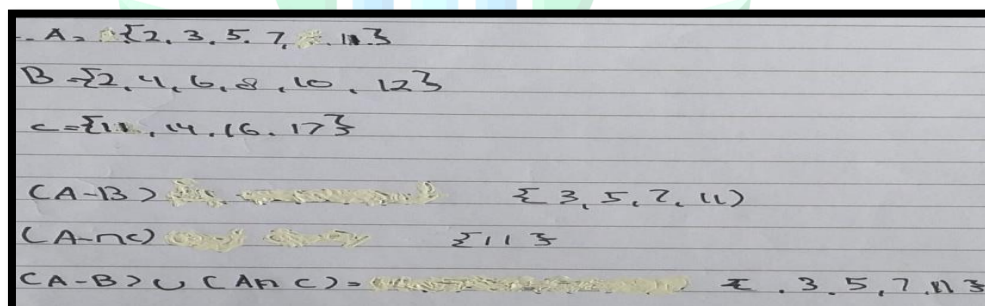 A = {2, 3, 5, 7, 11}
B = {2, 4, 6, 8, 10, 12}
C = {11, 14, 16, 17}
(A-B) {3, 5, 7, 11)
(A-∩C) {11}
(A-B) ∪ (A∩C) = {, 3, 5, 7, 11}